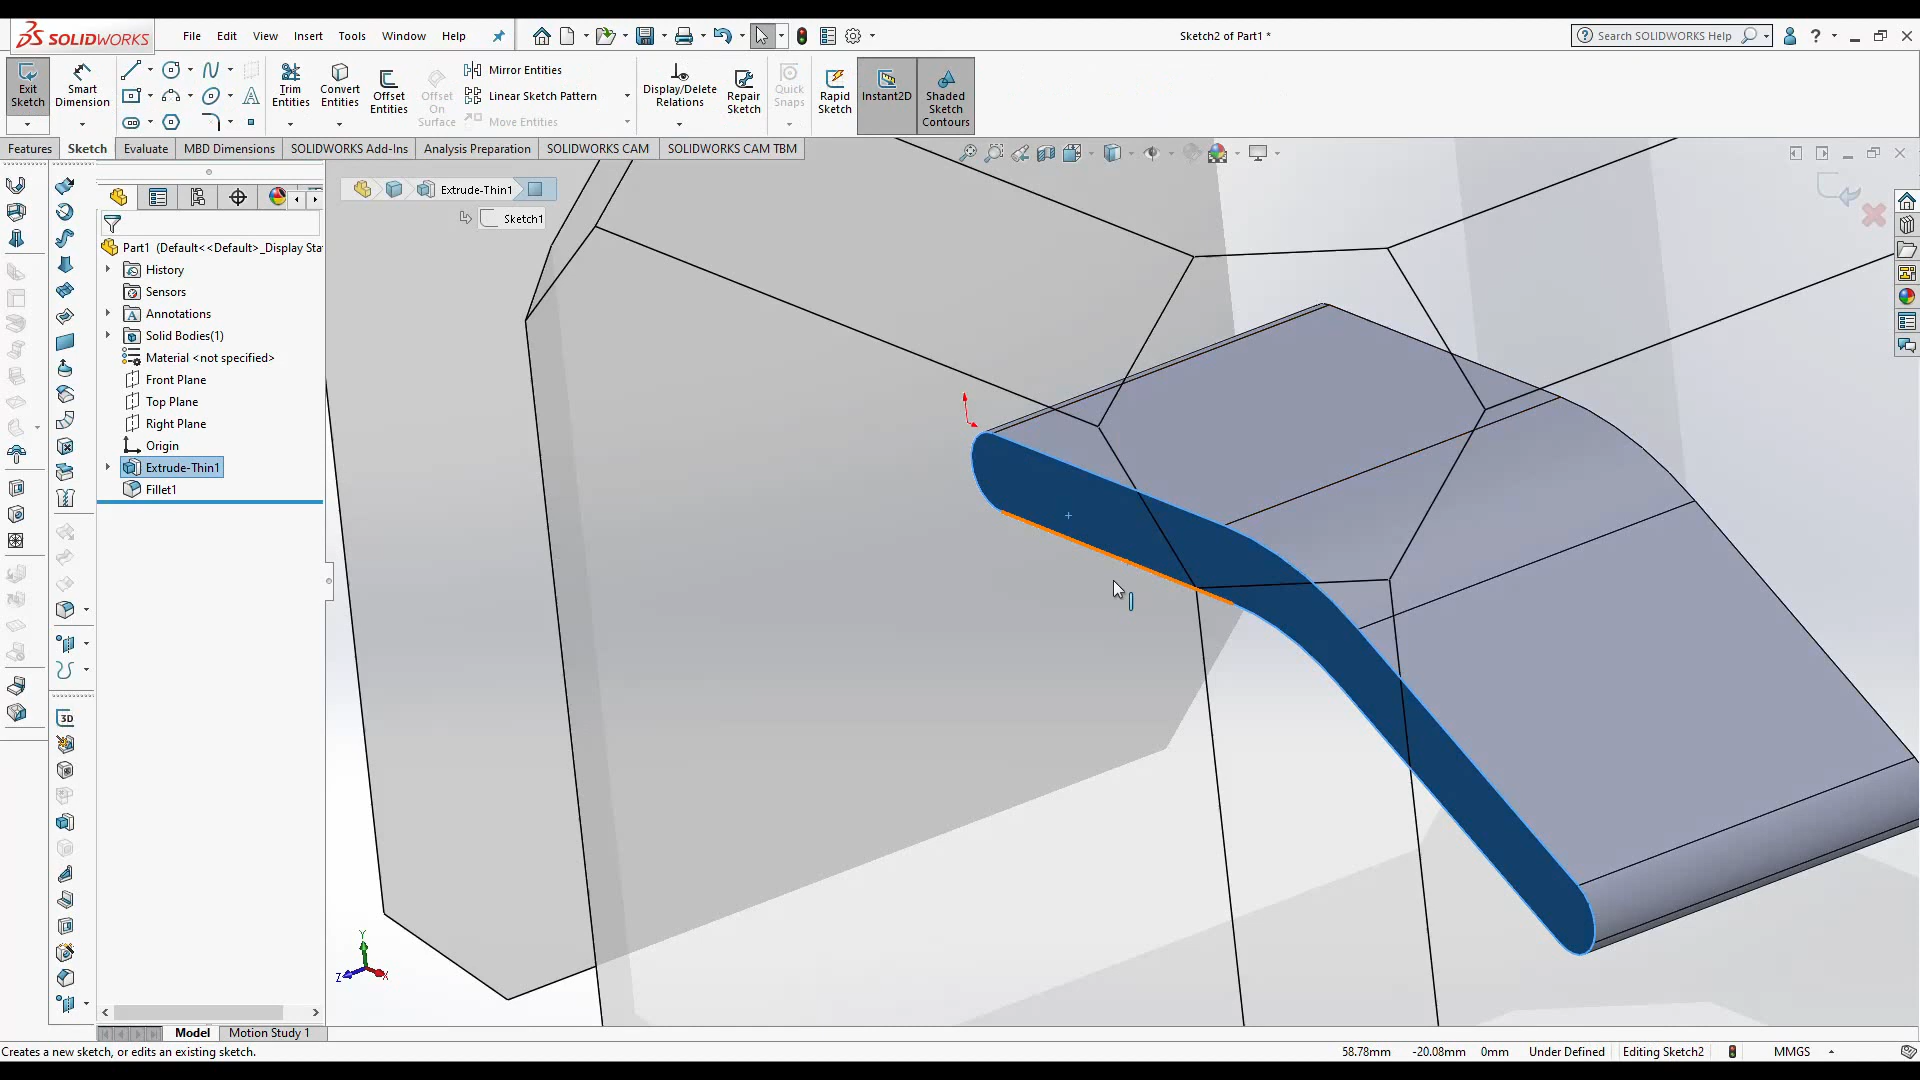 SOLIDWORKS
File Edit View Insert Tools Window Help
Sketch2 of Part1 *
Search SOLIDWORKS Help
Exit Sketch
Smart Dimension
Trim Entities
Convert Entities
Offset Entities
Offset On Surface
Mirror Entities
Linear Sketch Pattern
Move Entities
Display/Delete Relations
Repair Sketch
Quick Snaps
Rapid Sketch
Instant2D
Shaded Sketch Contours
Features Sketch Evaluate MBD Dimensions SOLIDWORKS Add-Ins Analysis Preparation SOLIDWORKS CAM SOLIDWORKS CAM TBM
Extrude-Thin1
Sketch1
Part1 (Default<<Default>_Display Sta
History
Sensors
Annotations
Solid Bodies(1)
Material <not specified>
Front Plane
Top Plane
Right Plane
Origin
Extrude-Thin1
Fillet1
3D
Y
Z X
Model Motion Study 1
Creates a new sketch, or edits an existing sketch.
58.78mm -20.08mm 0mm Under Defined Editing Sketch2 MMGS